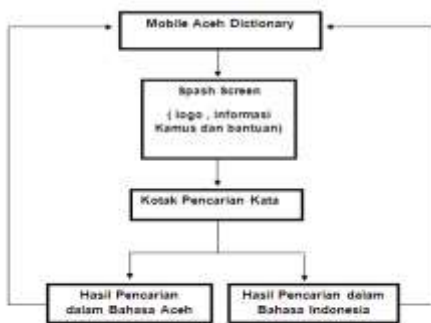 Mobile Aceh Dictionary
Spash Screen
( logo , informasi
Kamus dan bantuan)
Kotak Pencarian Kata
Hasil Pencarian
dalam Bahasa Aceh
Hasil Pencarian dalam
Bahasa Indonesia